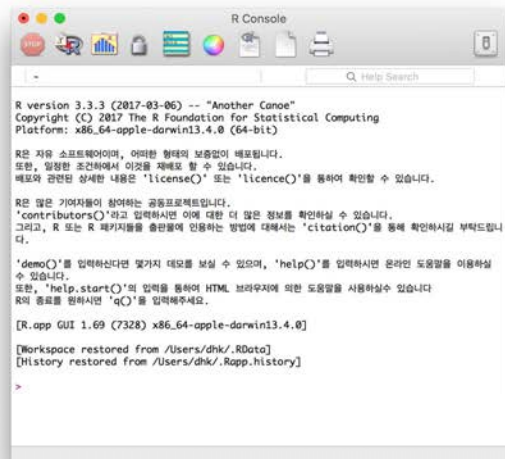 R Console
STOP
R
Help Search
~
R version 3.3.3 (2017-03-06) -- "Another Canoe"
Copyright (C) 2017 The R Foundation for Statistical Computing
Platform: x86_64-apple-darwin13.4.0 (64-bit)
R은 자유 소프트웨어이며, 어떠한 형태의 보증없이 배포됩니다.
또한, 일정한 조건하에서 이것을 재배포 할 수 있습니다.
배포와 관련된 상세한 내용은 'license()' 또는 'licence()'을 통하여 확인할 수 있습니다.
R은 많은 기여자들이 참여하는 공동프로젝트입니다.
'contributors()'라고 입력하시면 이에 대한 더 많은 정보를 확인하실 수 있습니다.
그리고, R 또는 R 패키지들을 출판물에 인용하는 방법에 대해서는 'citation()'을 통해 확인하시길 부탁드립니
다.
'demo()'를 입력하신다면 몇가지 데모를 보실 수 있으며, 'help()'를 입력하시면 온라인 도움말을 이용하실
수 있습니다.
또한, 'help.start()'의 입력을 통하여 HTML 브라우저에 의한 도움말을 사용하실수 있습니다
R의 종료를 원하시면 'q()'을 입력해주세요.
[R.app GUI 1.69 (7328) x86_64-apple-darwin13.4.0]
[Workspace restored from /Users/dhk/.RData]
[History restored from /Users/dhk/.Rapp.history]
>